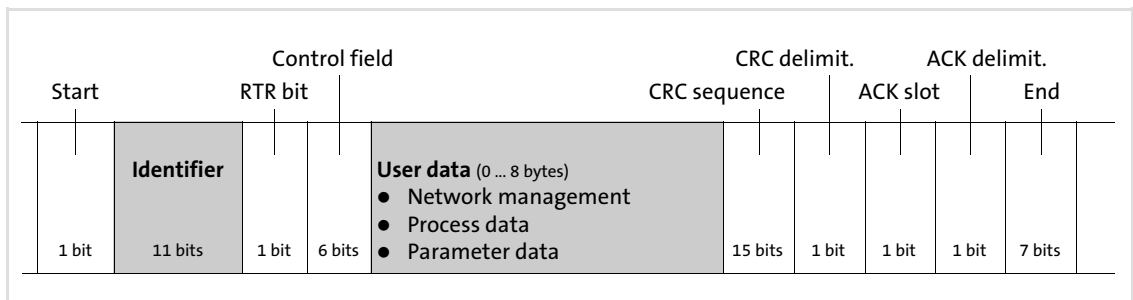 Control field CRC delimit. ACK delimit.
Start RTR bit CRC sequence ACK slot End
Identifier User data (0 ... 8 bytes)
● Network management
● Process data
1 bit 11 bits 1 bit 6 bits ● Parameter data 15 bits 1 bit 1 bit 1 bit 7 bits